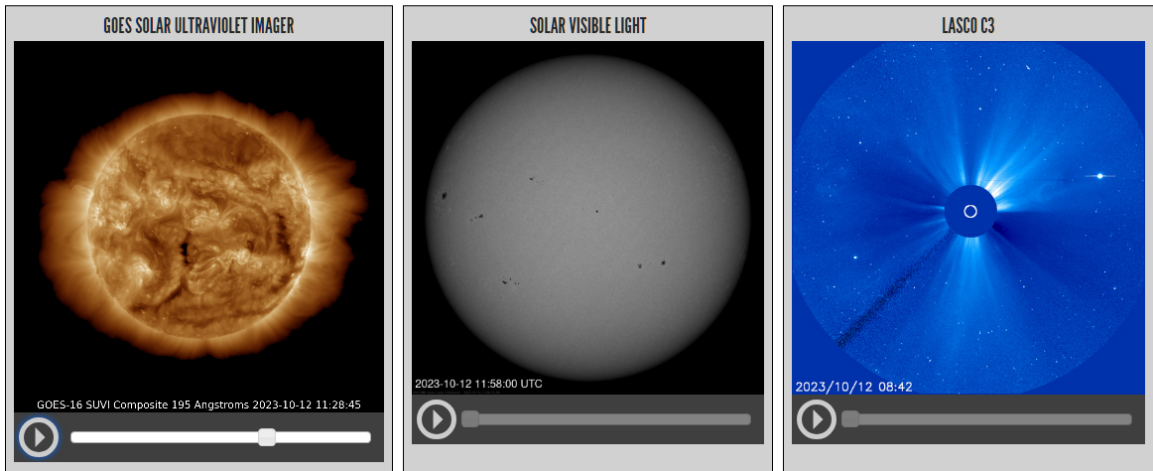 GOES SOLAR ULTRAVIOLET IMAGER
GOES-16 SUVI Composite 195 Angstroms 2023-10-12 11:28:45
SOLAR VISIBLE LIGHT
2023-10-12 11:58:00 UTC
LASCO C3
2023/10/12 08:42